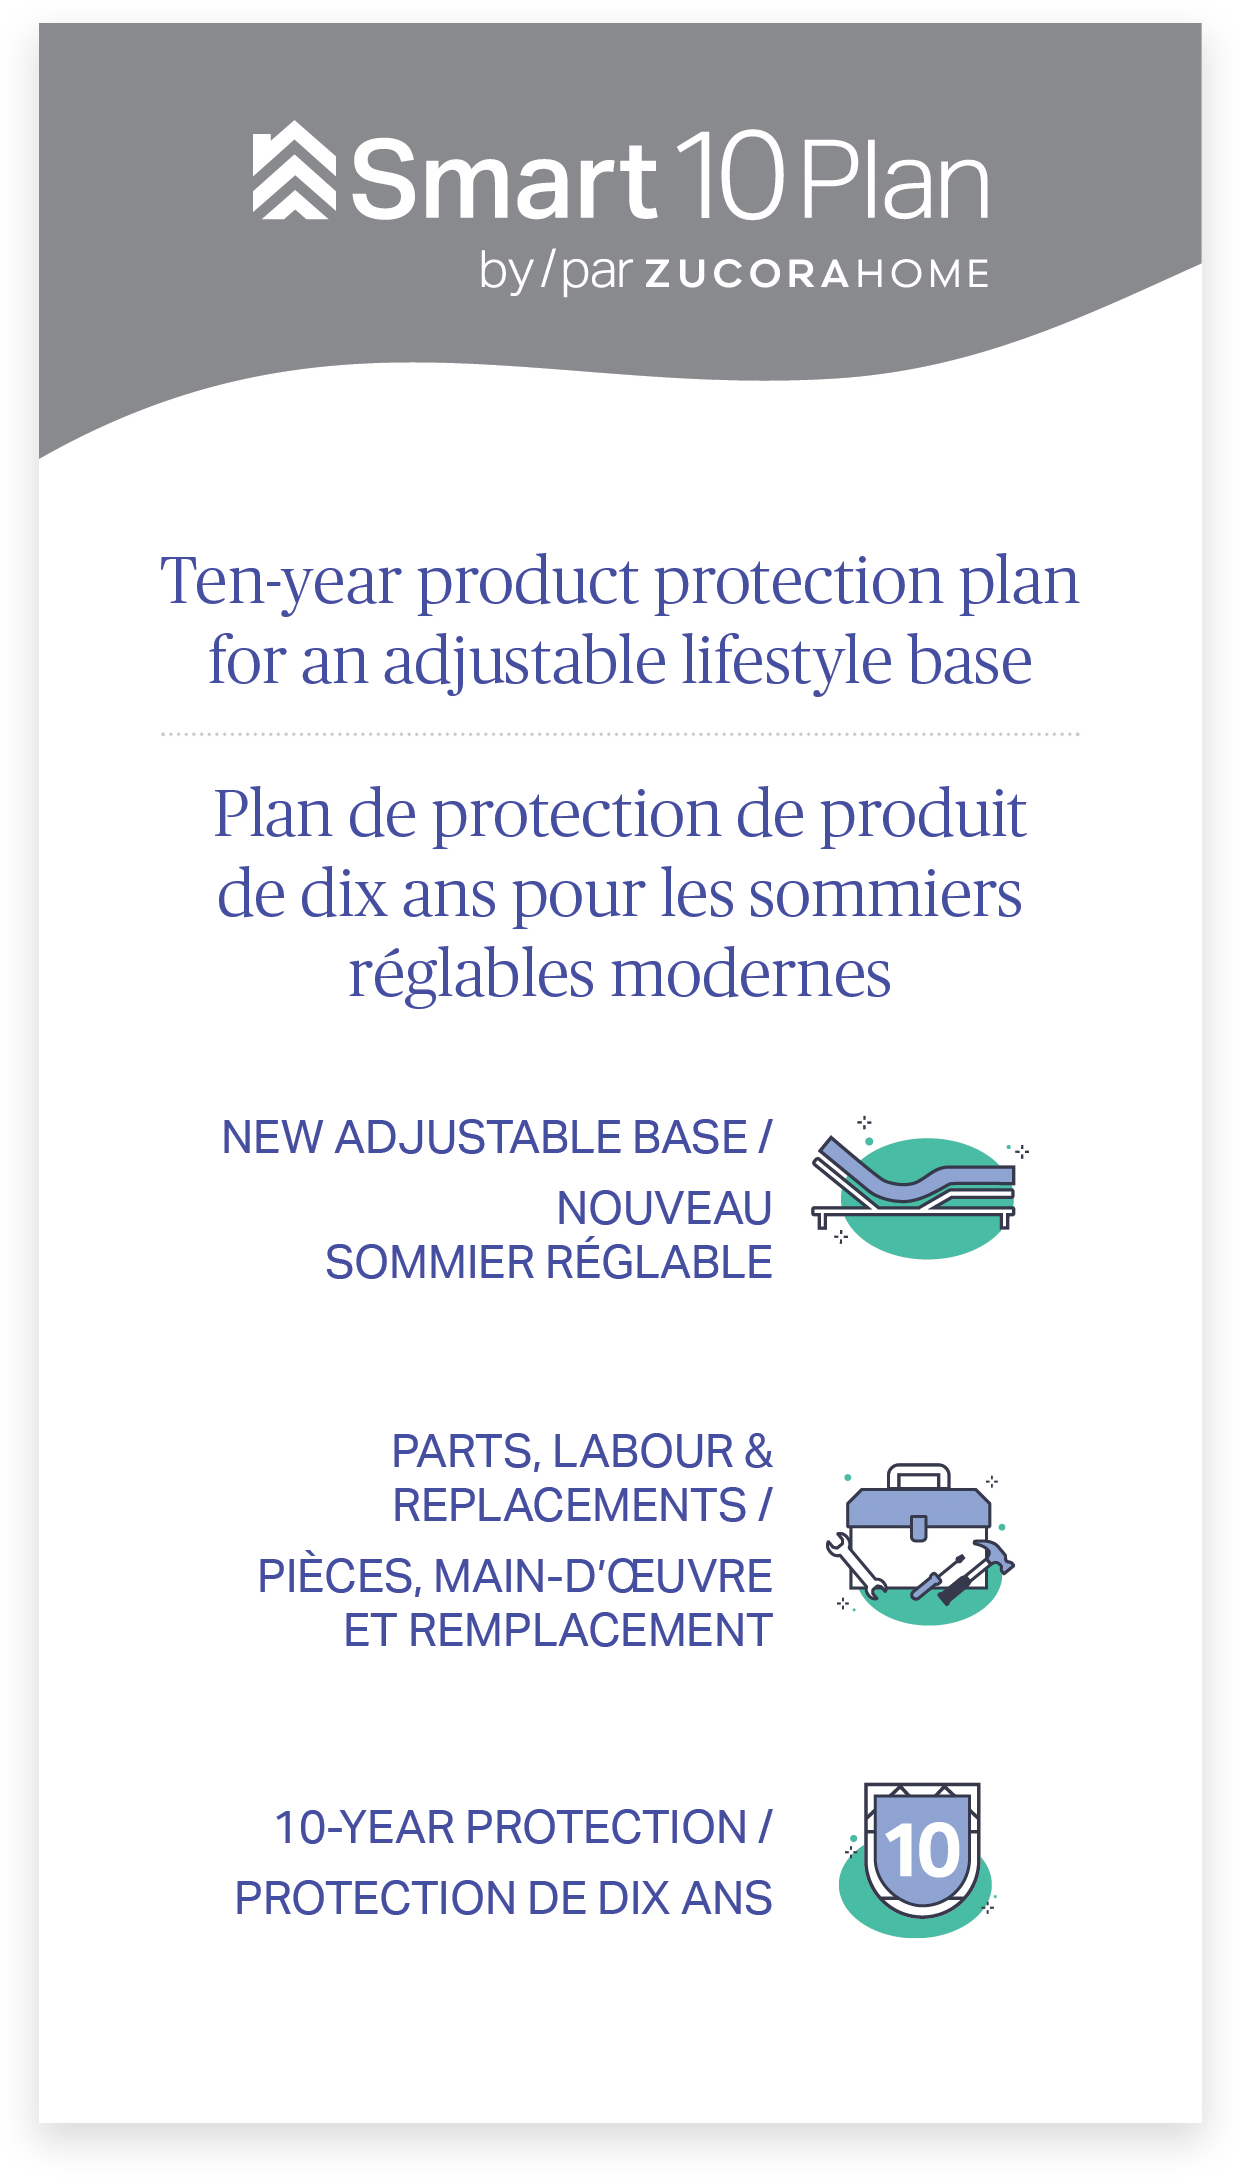 Smart 10 Plan
by/par ZUCORAHOME
Ten-year product protection plan
for an adjustable lifestyle base
Plan de protection de produit
de dix ans pour les sommiers
réglables modernes
NEW ADJUSTABLE BASE /
NOUVEAU
SOMMIER RÉGLABLE
PARTS, LABOUR &
REPLACEMENTS /
PIÈCES, MAIN-D'ŒUVRE
ET REMPLACEMENT
10-YEAR PROTECTION /
PROTECTION DE DIX ANS
10